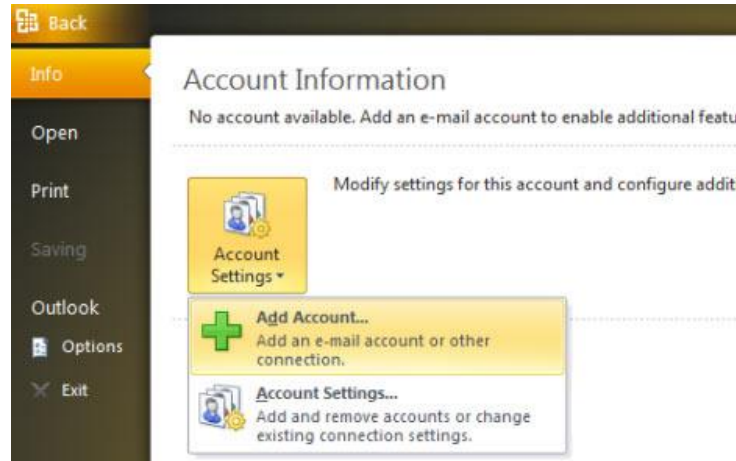 Back
Info
Account Information
No account available. Add an e-mail account to enable additional featu
Open
Print
Modify settings for this account and configure addit
Account
Settings
Saving
Outlook
Options
Exit
Add Account...
Add an e-mail account or other
connection.
Account Settings...
Add and remove accounts or change
existing connection settings.